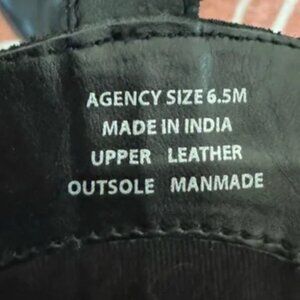 AGENCY SIZE 6.5M
MADE IN INDIA
UPPER LEATHER
OUTSOLE MANMADE